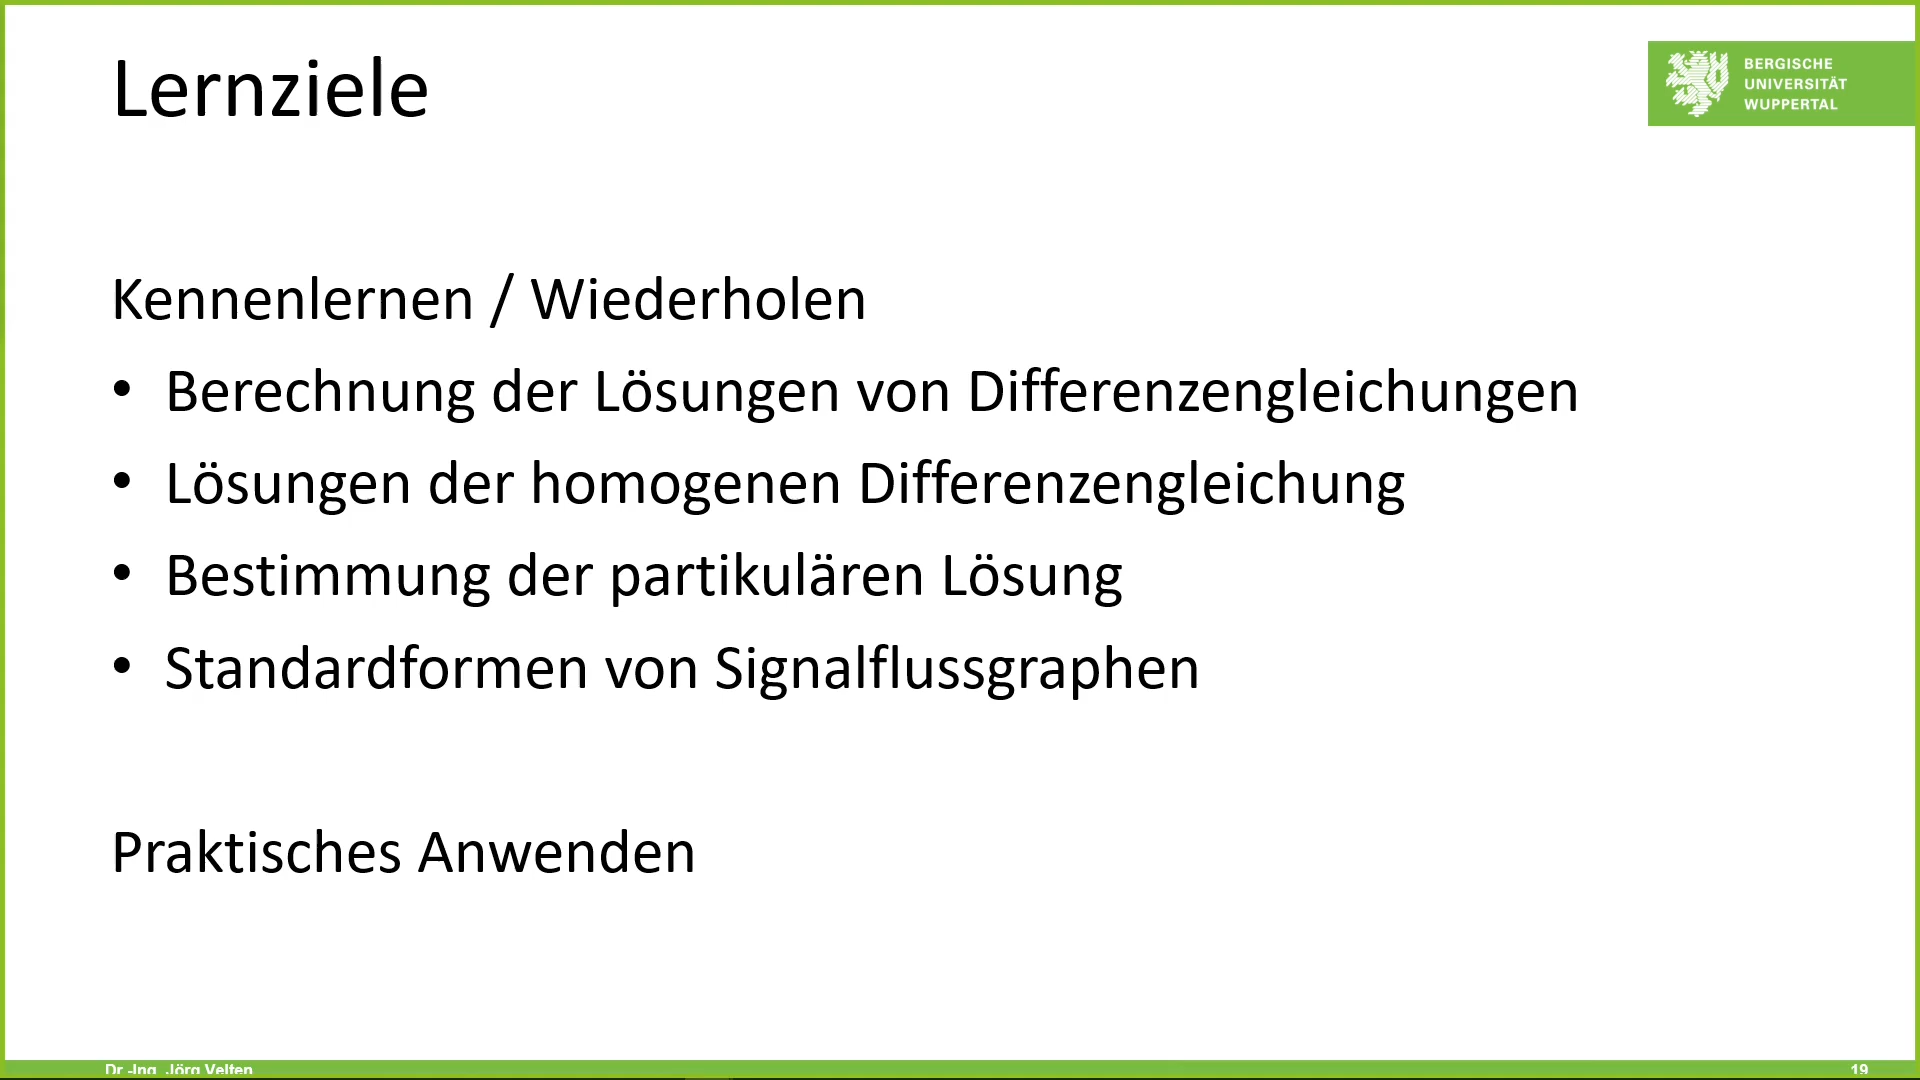 Lernziele
BERGISCHE
UNIVERSITÄT
WUPPERTAL
Kennenlernen / Wiederholen
• Berechnung der Lösungen von Differenzengleichungen
• Lösungen der homogenen Differenzengleichung
• Bestimmung der partikulären Lösung
• Standardformen von Signalflussgraphen
Praktisches Anwenden
Dr.-Ing. Jörg Velten
19